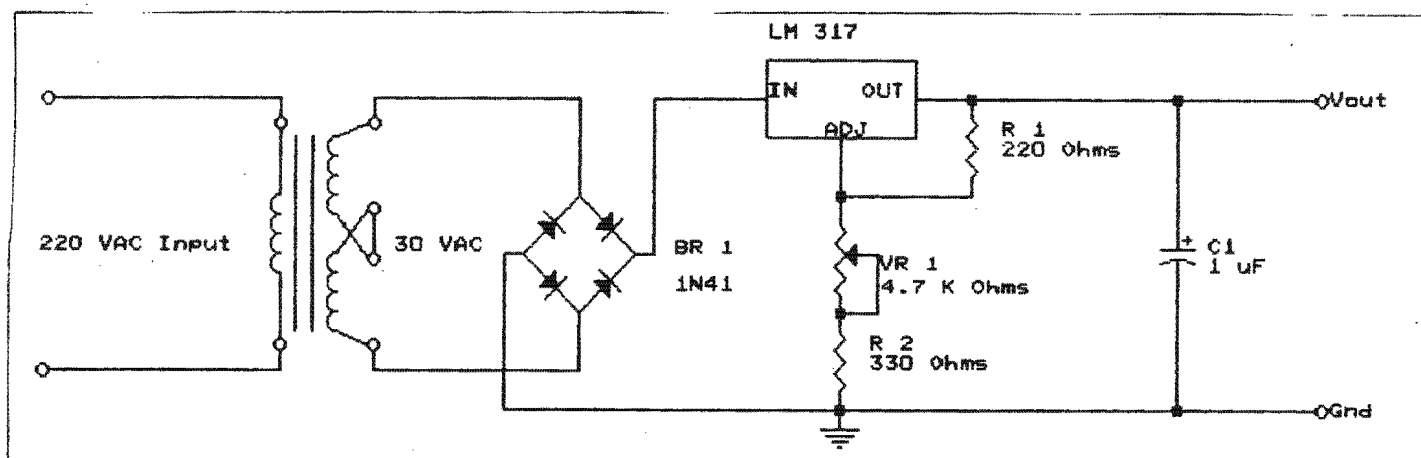 LM 317
IN OUT
ADJ
Vout
R 1
220 Ohms
220 VAC Input
30 VAC
BR 1
1N41
VR 1
4.7 K Ohms
+
C1
1 uF
R 2
330 Ohms
Gnd